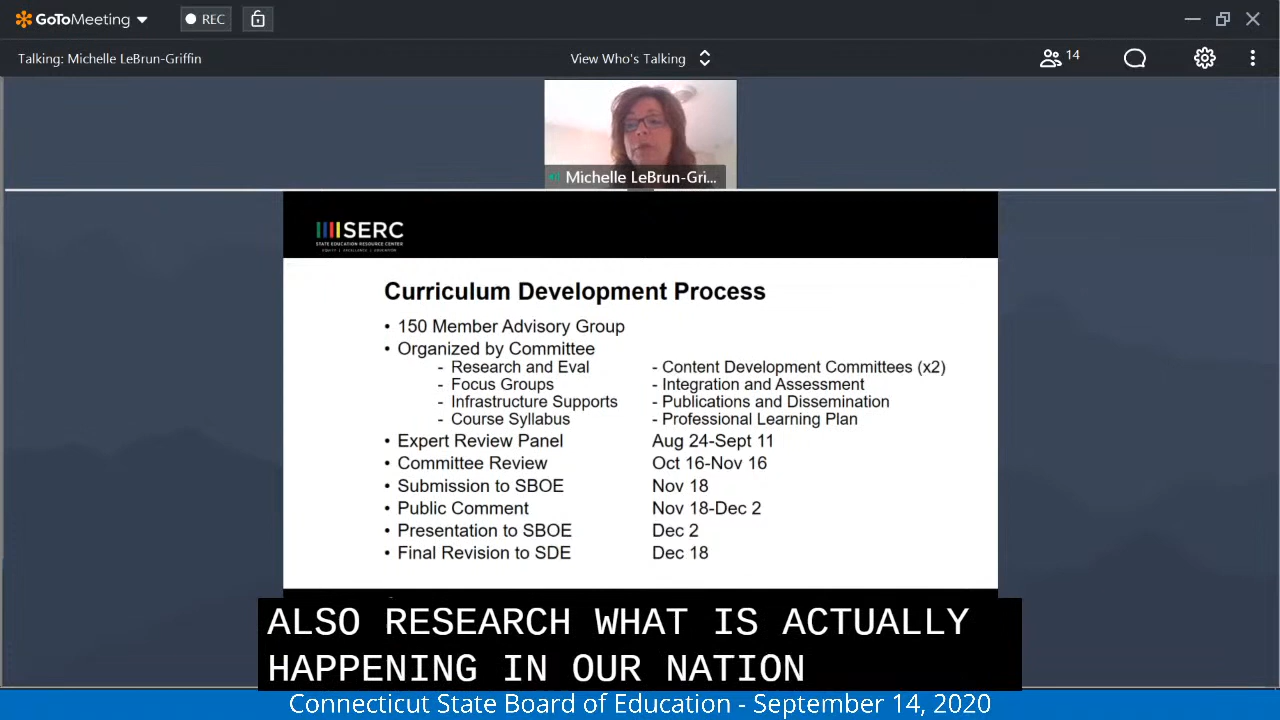 GoToMeeting
REC
Talking: Michelle LeBrun-Griffin
View Who's Talking
14
Michelle LeBrun-Gri...
SERC
STATE EDUCATION RESOURCE CENTER
EQUITY | EXCELLENCE | EDUCATION
Curriculum Development Process
• 150 Member Advisory Group
• Organized by Committee
- Research and Eval - Content Development Committees (x2)
- Focus Groups - Integration and Assessment
- Infrastructure Supports - Publications and Dissemination
- Course Syllabus - Professional Learning Plan
• Expert Review Panel Aug 24-Sept 11
• Committee Review Oct 16-Nov 16
• Submission to SBOE Nov 18
• Public Comment Nov 18-Dec 2
• Presentation to SBOE Dec 2
• Final Revision to SDE Dec 18
ALSO RESEARCH WHAT IS ACTUALLY
HAPPENING IN OUR NATION
Connecticut State Board of Education - September 14, 2020